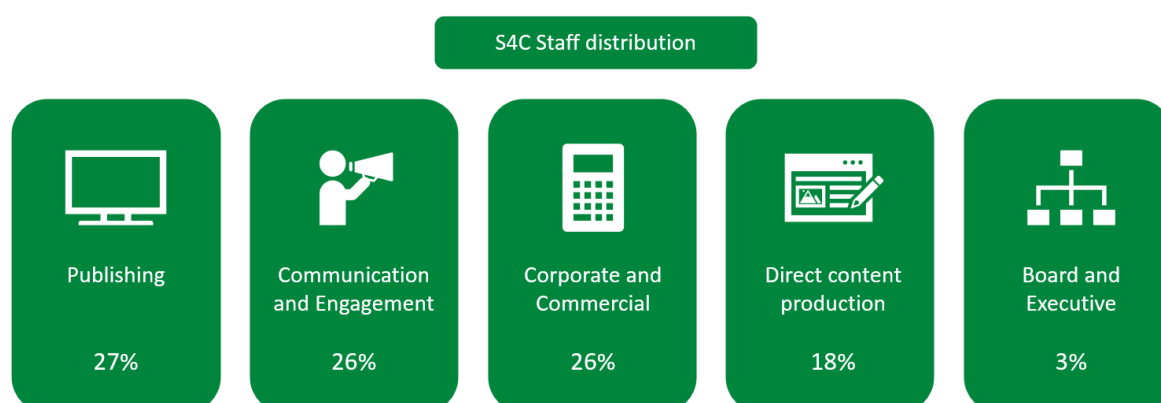 S4C Staff distribution
Publishing
27%
Communication
and Engagement
26%
Corporate and
Commercial
26%
Direct content
production
18%
Board and
Executive
3%